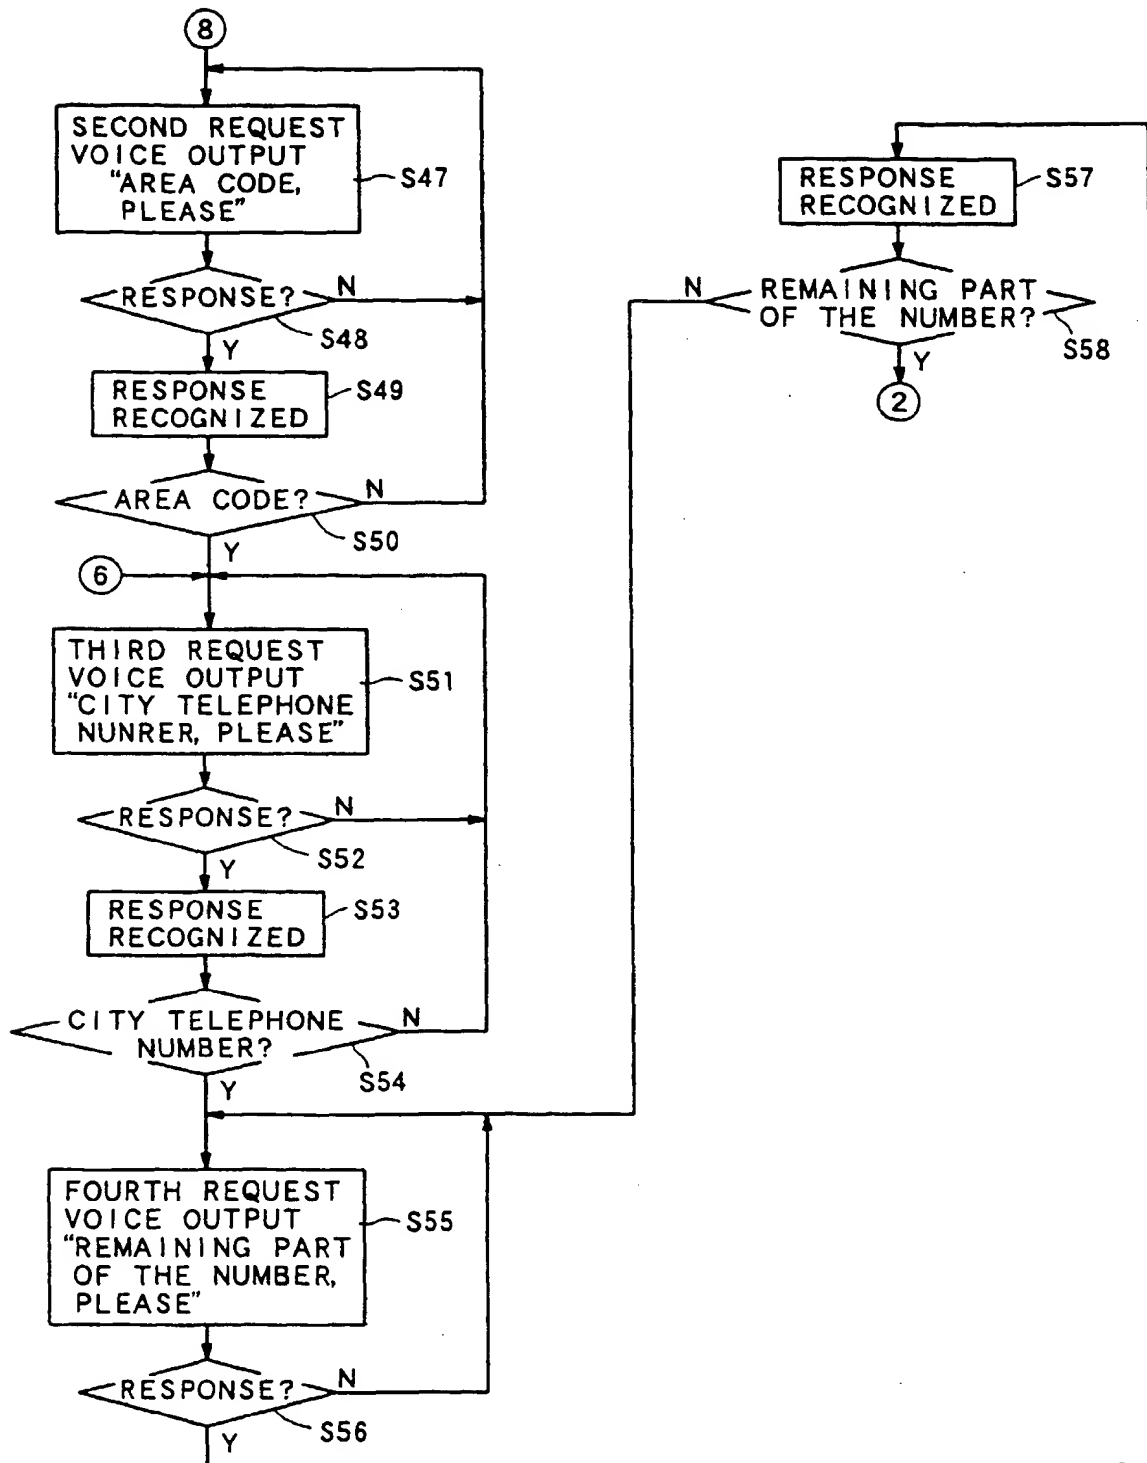 8
SECOND REQUEST
VOICE OUTPUT
"AREA CODE,
PLEASE"
S47
RESPONSE?
N
S48
Y
RESPONSE
RECOGNIZED
S49
AREA CODE?
N
S50
Y
6
THIRD REQUEST
VOICE OUTPUT
"CITY TELEPHONE
NUNRER, PLEASE"
S51
RESPONSE?
N
S52
Y
RESPONSE
RECOGNIZED
S53
CITY TELEPHONE
NUMBER?
N
S54
Y
FOURTH REQUEST
VOICE OUTPUT
"REMAINING PART
OF THE NUMBER,
PLEASE"
S55
RESPONSE?
N
S56
Y
RESPONSE
RECOGNIZED
S57
N
REMAINING PART
OF THE NUMBER?
S58
Y
2